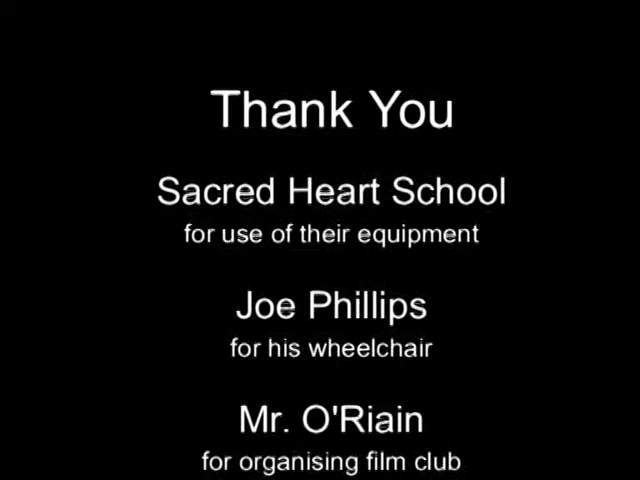 Thank You
Sacred Heart School
for use of their equipment
Joe Phillips
for his wheelchair
Mr. O'Riain
for organising film club